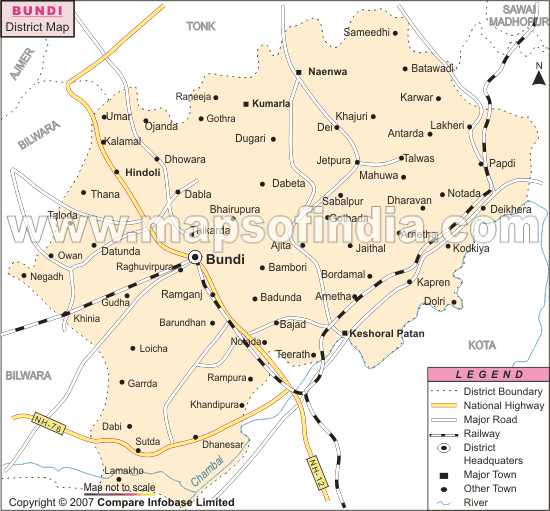 BUNDI
District Map
TONK
SAWAI
MADHOPUR
AJMER
Sameedhi
Naenwa
Batawadi
N
Raneeja
Kumarla
Karwar
Umar
Ojanda
Gothra
Khajuri
BILWARA
Dei
Lakheri
Kalamal
Dugari
Antarda
Dhowara
Jetpura
Talwas
Papdi
Hindoli
Mahuwa
Thana
Dabla
Dabeta
Sabalpur
Dharavan
Notada
Bhairupura
Deikhera
Taloda
Gothada
www.mapsofindia.com
Taikarda
Ametha
Owan
Datunda
Ajita
Jaithal
Kodkiya
Bundi
Negadh
Raghuvirpura
Bambori
Bordamal
Kapren
Gudha
Ramganj
Badunda
Ametha
Dolri
Khinia
Barundhan
Bajad
Keshoral Patan
Loicha
Notada
KOTA
Teerath
BILWARA
Garrda
Rampura
Khandipura
Dabi
NH-76
Sutda
Dhanesar
Lamakho
Chambal
NH-12
Map not to scale
Copyright © 2007 Compare Infobase Limited
LEGEND
District Boundary
National Highway
Major Road
Railway
District
Headquaters
Major Town
Other Town
River